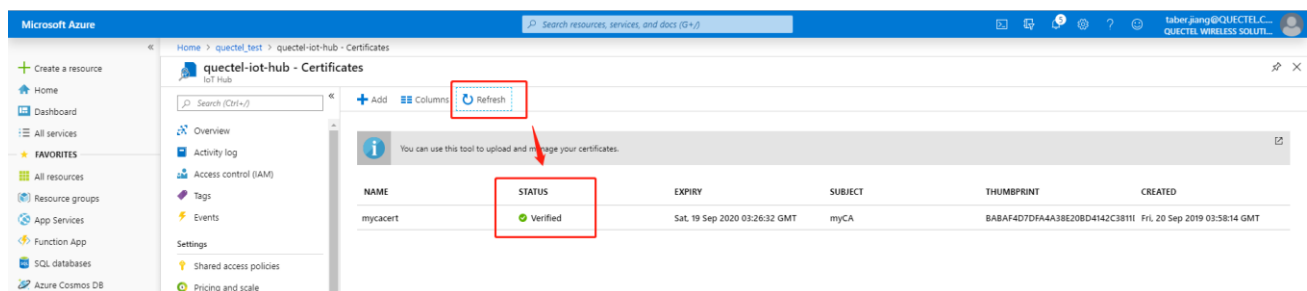 Microsoft Azure
Search resources, services, and docs (G+/)
5
?
taber.jiang@QUECTEL.C...
QUECTEL WIRELESS SOLUTI...
«
Create a resource
Home
Dashboard
All services
FAVORITES
All resources
Resource groups
App Services
Function App
SQL databases
Azure Cosmos DB
Home > quectel_test > quectel-iot-hub - Certificates
quectel-iot-hub - Certificates
IoT Hub
Search (Ctrl+/)
«
Overview
Activity log
Access control (IAM)
Tags
Events
Settings
Shared access policies
Pricing and scale
Add Columns Refresh
You can use this tool to upload and manage your certificates.
NAME STATUS EXPIRY SUBJECT THUMBPRINT CREATED
mycacert Verified Sat, 19 Sep 2020 03:26:32 GMT myCA Fri, 20 Sep 2019 03:58:14 GMT